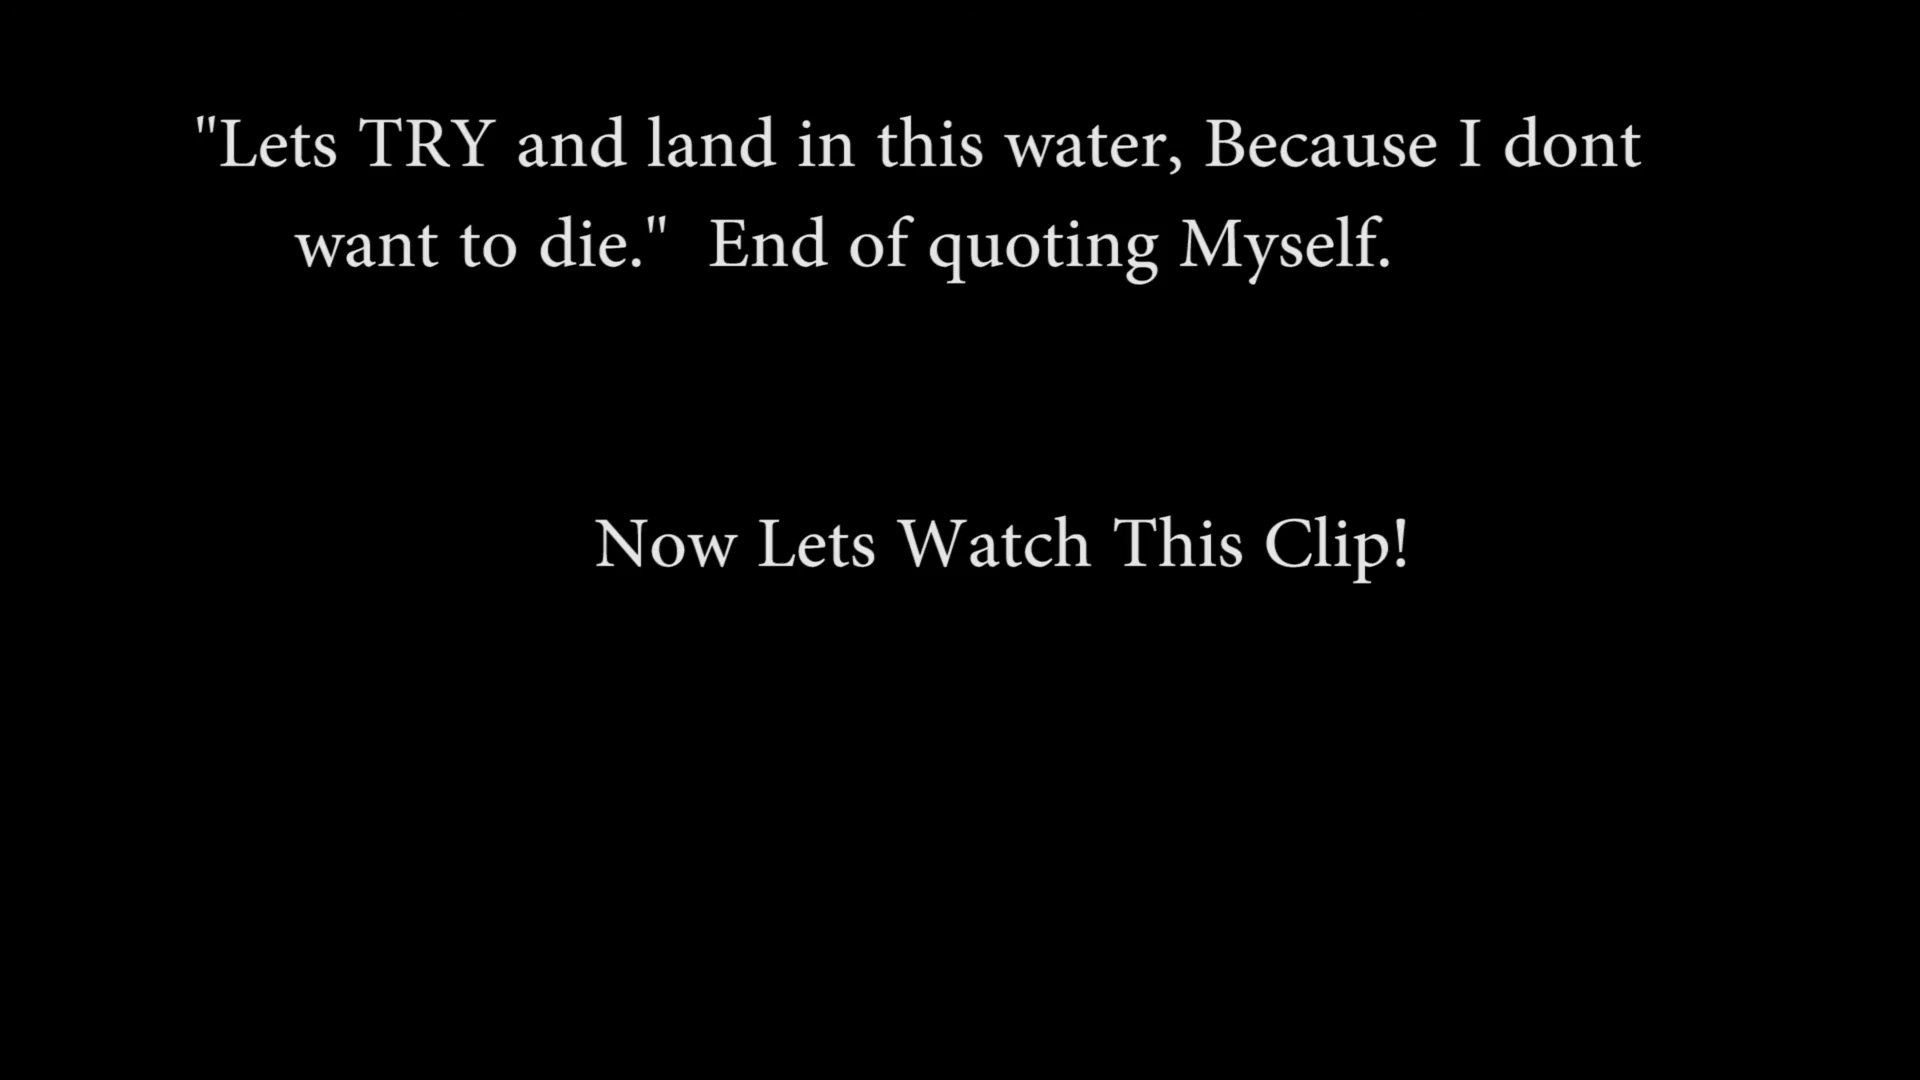 "Lets TRY and land in this water, Because I dont
want to die."  End of quoting Myself.
Now Lets Watch This Clip!